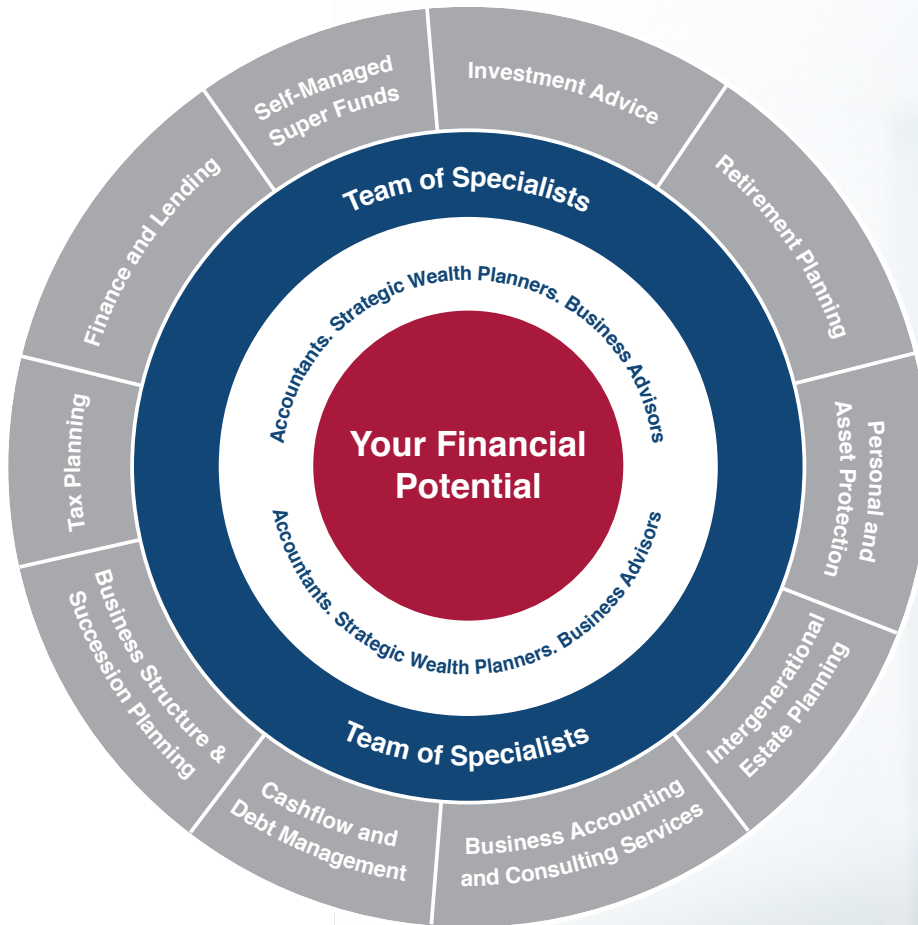 Self-Managed
Super Funds
Investment Advice
Retirement Planning
Personal and
Asset Protection
Intergenerational
Estate Planning
Business Accounting
and Consulting Services
Cashflow and
Debt Management
Business Structure &
Succession Planning
Tax Planning
Finance and Lending
Team of Specialists
Accountants. Strategic Wealth Planners. Business Advisors
Your Financial
Potential
Accountants. Strategic Wealth Planners. Business Advisors
Team of Specialists